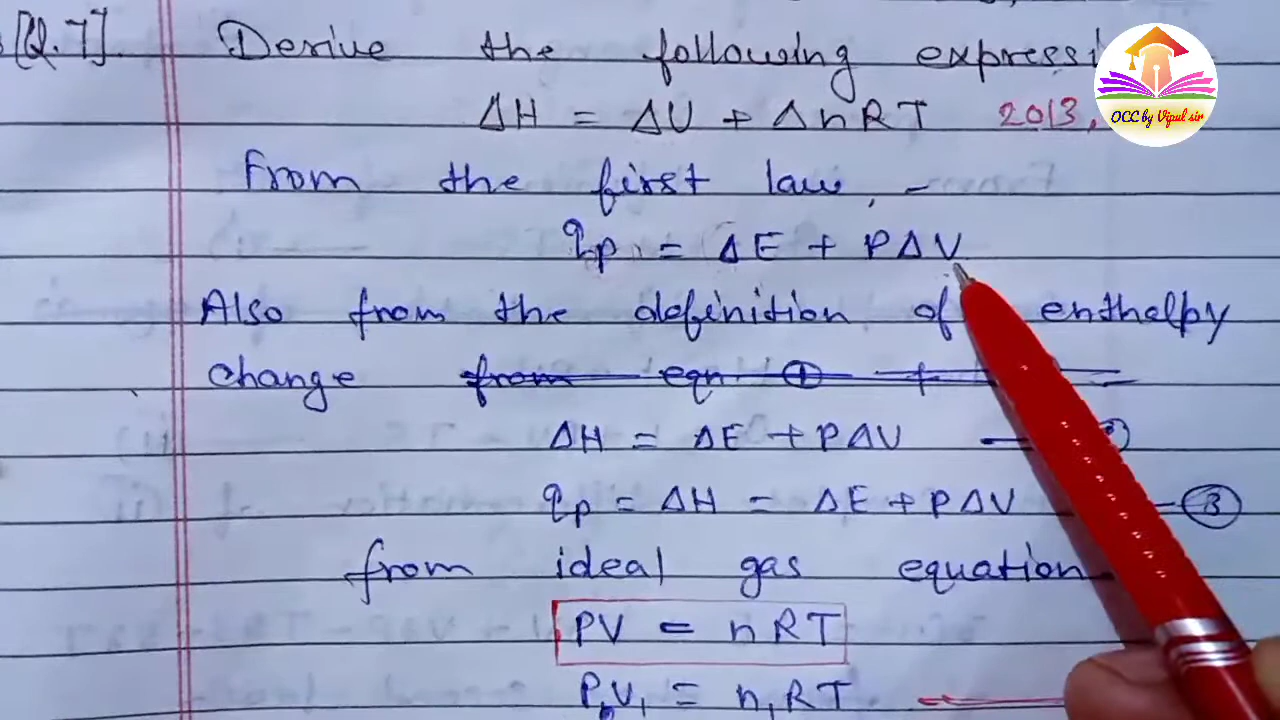 [Q.7]. Derive the following expressi
ΔH = ΔU + ΔnRT 2013,
OCC by Vipul sir
From the first law, -
qp = ΔE + PΔV
Also from the definition of enthalpy
change from eqn ①
ΔH = ΔE + PΔV —
qp = ΔH = ΔE + PΔV — ③
from ideal gas equation
PV = nRT
P₁V₁ = n₁RT